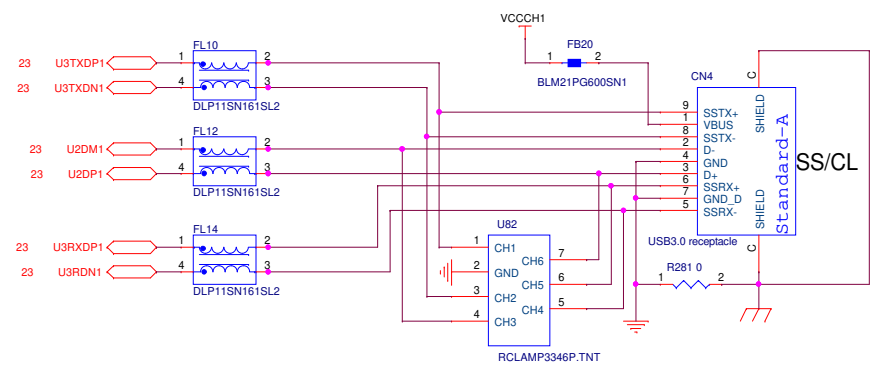 VCCCH1
FL10
FB20
23 U3TXDP1 1 2
1 2
23 U3TXDN1 4 3
DLP11SN161SL2
BLM21PG600SN1
CN4
C
SHIELD
9 SSTX+
1 VBUS
8 SSTX-
2 D-
4 GND
3 D+
6 SSRX+
7 GND_D
5 SSRX-
Standard-A
SS/CL
SHIELD
C
USB3.0 receptacle
FL12
23 U2DM1 1 2
23 U2DP1 4 3
DLP11SN161SL2
FL14
23 U3RXDP1 1 2
23 U3RDN1 4 3
DLP11SN161SL2
U82
1 CH1
2 GND
3 CH2
4 CH3
CH6 7
CH5 6
CH4 5
RCLAMP3346P.TNT
R281 0
1 2